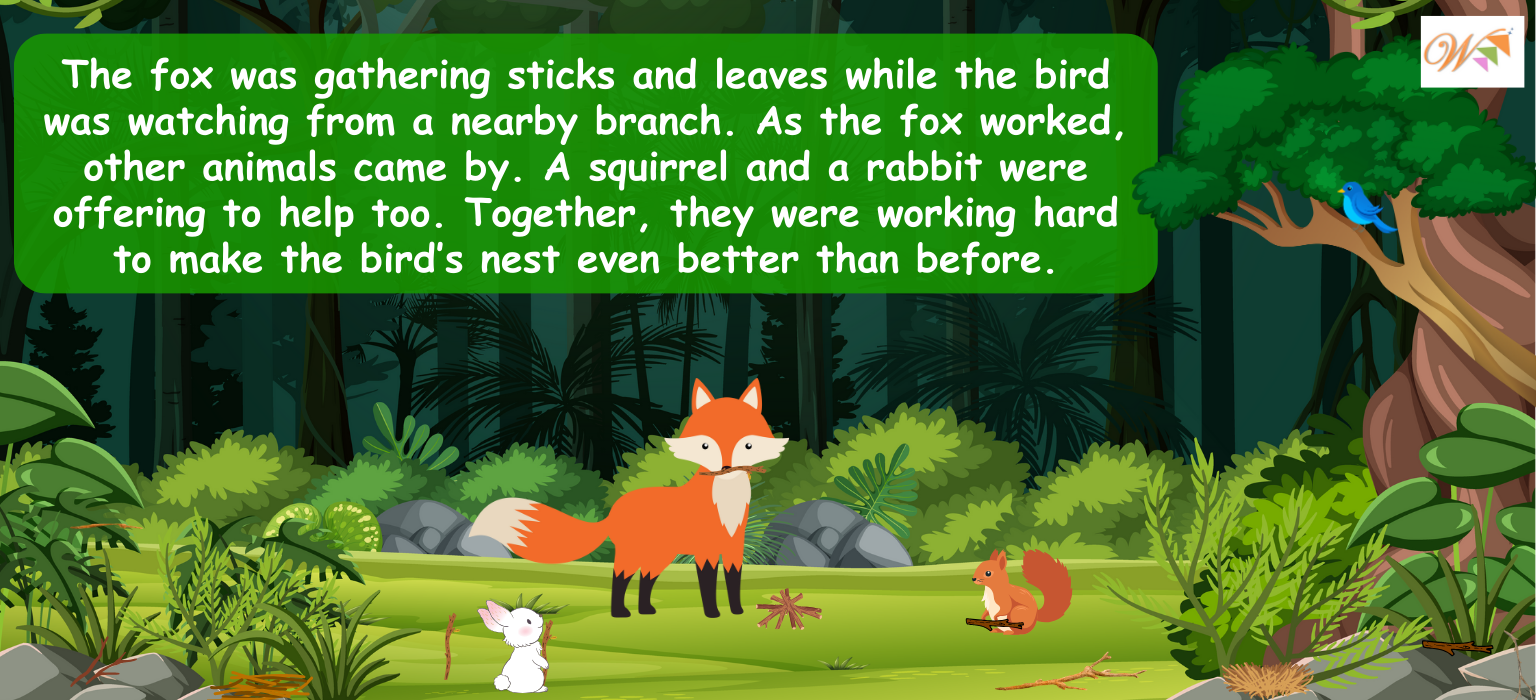 The fox was gathering sticks and leaves while the bird
was watching from a nearby branch. As the fox worked,
other animals came by. A squirrel and a rabbit were
offering to help too. Together, they were working hard
to make the bird's nest even better than before.
W